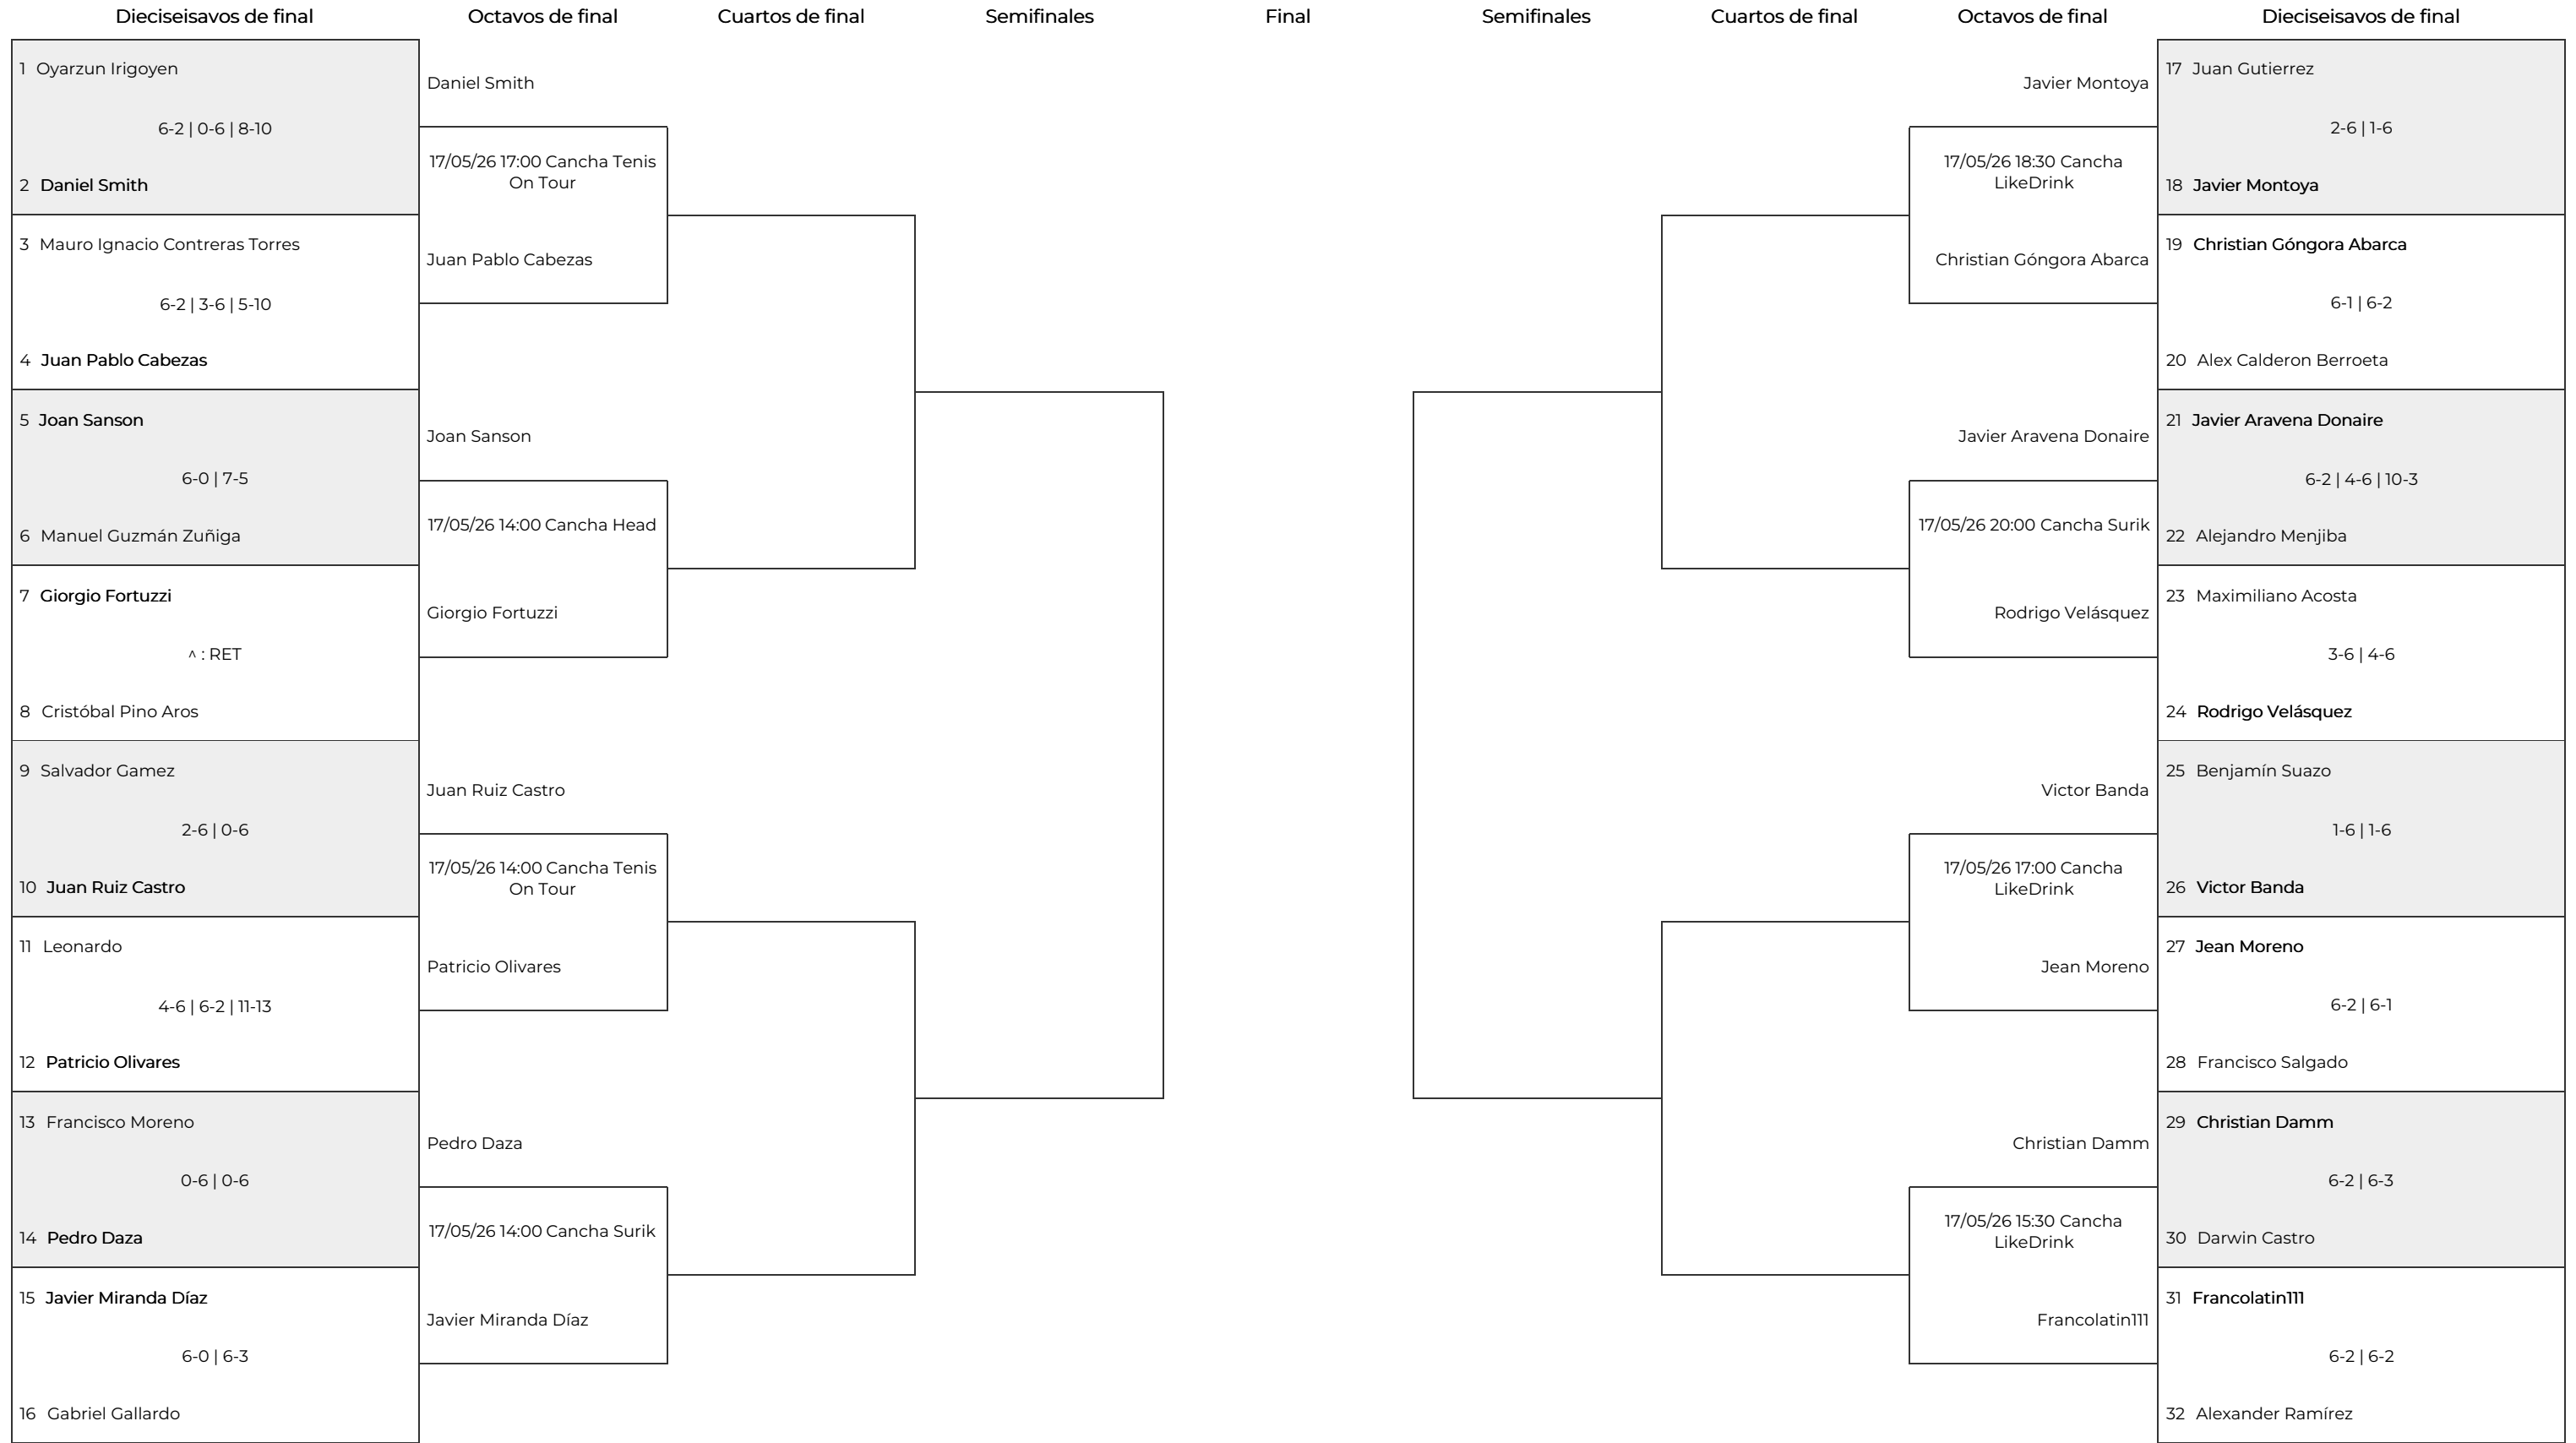 Dieciseisavos de final
Octavos de final
Cuartos de final
Semifinales
Final
Semifinales
Cuartos de final
Octavos de final
Dieciseisavos de final
1 Oyarzun Irigoyen
6-2 | 0-6 | 8-10
2 Daniel Smith
3 Mauro Ignacio Contreras Torres
6-2 | 3-6 | 5-10
4 Juan Pablo Cabezas
5 Joan Sanson
6-0 | 7-5
6 Manuel Guzmán Zuñiga
7 Giorgio Fortuzzi
^ : RET
8 Cristóbal Pino Aros
9 Salvador Gamez
2-6 | 0-6
10 Juan Ruiz Castro
11 Leonardo
4-6 | 6-2 | 11-13
12 Patricio Olivares
13 Francisco Moreno
0-6 | 0-6
14 Pedro Daza
15 Javier Miranda Díaz
6-0 | 6-3
16 Gabriel Gallardo
Daniel Smith
17/05/26 17:00 Cancha Tenis
On Tour
Juan Pablo Cabezas
Joan Sanson
17/05/26 14:00 Cancha Head
Giorgio Fortuzzi
Juan Ruiz Castro
17/05/26 14:00 Cancha Tenis
On Tour
Patricio Olivares
Pedro Daza
17/05/26 14:00 Cancha Surik
Javier Miranda Díaz
Javier Montoya
17/05/26 18:30 Cancha
LikeDrink
Christian Góngora Abarca
Javier Aravena Donaire
17/05/26 20:00 Cancha Surik
Rodrigo Velásquez
Victor Banda
17/05/26 17:00 Cancha
LikeDrink
Jean Moreno
Christian Damm
17/05/26 15:30 Cancha
LikeDrink
Francolatin111
17 Juan Gutierrez
2-6 | 1-6
18 Javier Montoya
19 Christian Góngora Abarca
6-1 | 6-2
20 Alex Calderon Berroeta
21 Javier Aravena Donaire
6-2 | 4-6 | 10-3
22 Alejandro Menjiba
23 Maximiliano Acosta
3-6 | 4-6
24 Rodrigo Velásquez
25 Benjamín Suazo
1-6 | 1-6
26 Victor Banda
27 Jean Moreno
6-2 | 6-1
28 Francisco Salgado
29 Christian Damm
6-2 | 6-3
30 Darwin Castro
31 Francolatin111
6-2 | 6-2
32 Alexander Ramírez